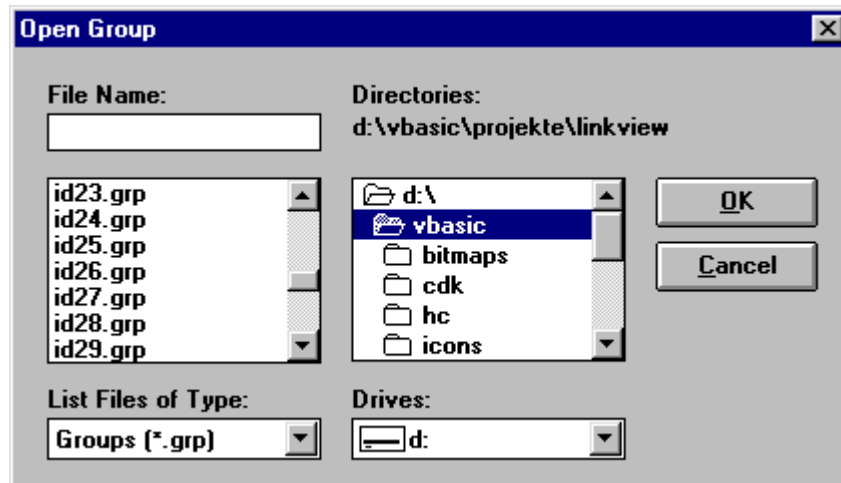 Open Group
File Name:
Directories:
d:\vbasic\projekte\linkview
id23.grp
id24.grp
id25.grp
id26.grp
id27.grp
id28.grp
id29.grp
d:\
vbasic
bitmaps
cdk
hc
icons
OK
Cancel
List Files of Type:
Groups (*.grp)
Drives:
d: